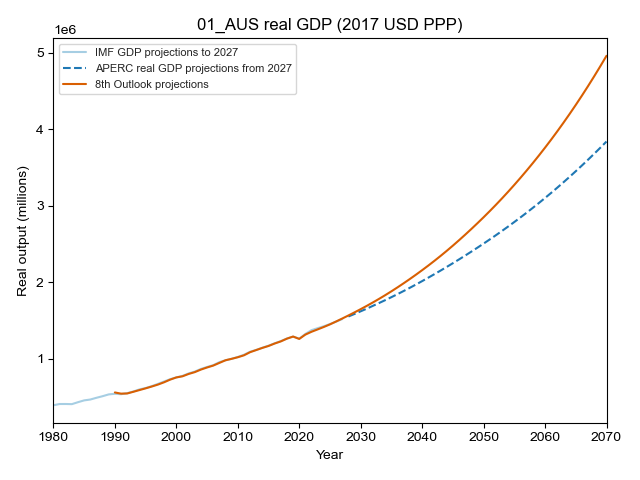 01_AUS real GDP (2017 USD PPP)
1e6
IMF GDP projections to 2027
APERC real GDP projections from 2027
8th Outlook projections
5
4
3
2
1
Real output (millions)
1980 1990 2000 2010 2020 2030 2040 2050 2060 2070
Year